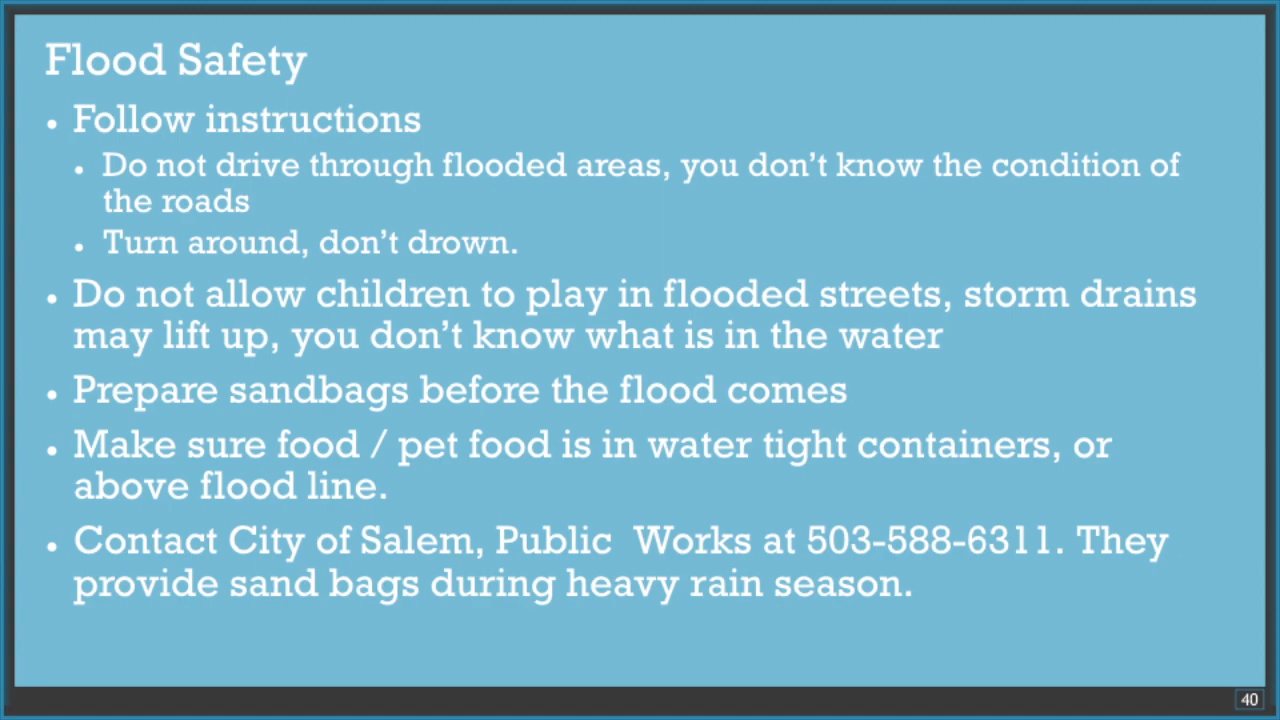 Flood Safety
• Follow instructions
• Do not drive through flooded areas, you don't know the condition of
the roads
• Turn around, don't drown.
• Do not allow children to play in flooded streets, storm drains
may lift up, you don't know what is in the water
• Prepare sandbags before the flood comes
• Make sure food / pet food is in water tight containers, or
above flood line.
• Contact City of Salem, Public  Works at 503-588-6311. They
provide sand bags during heavy rain season.
40